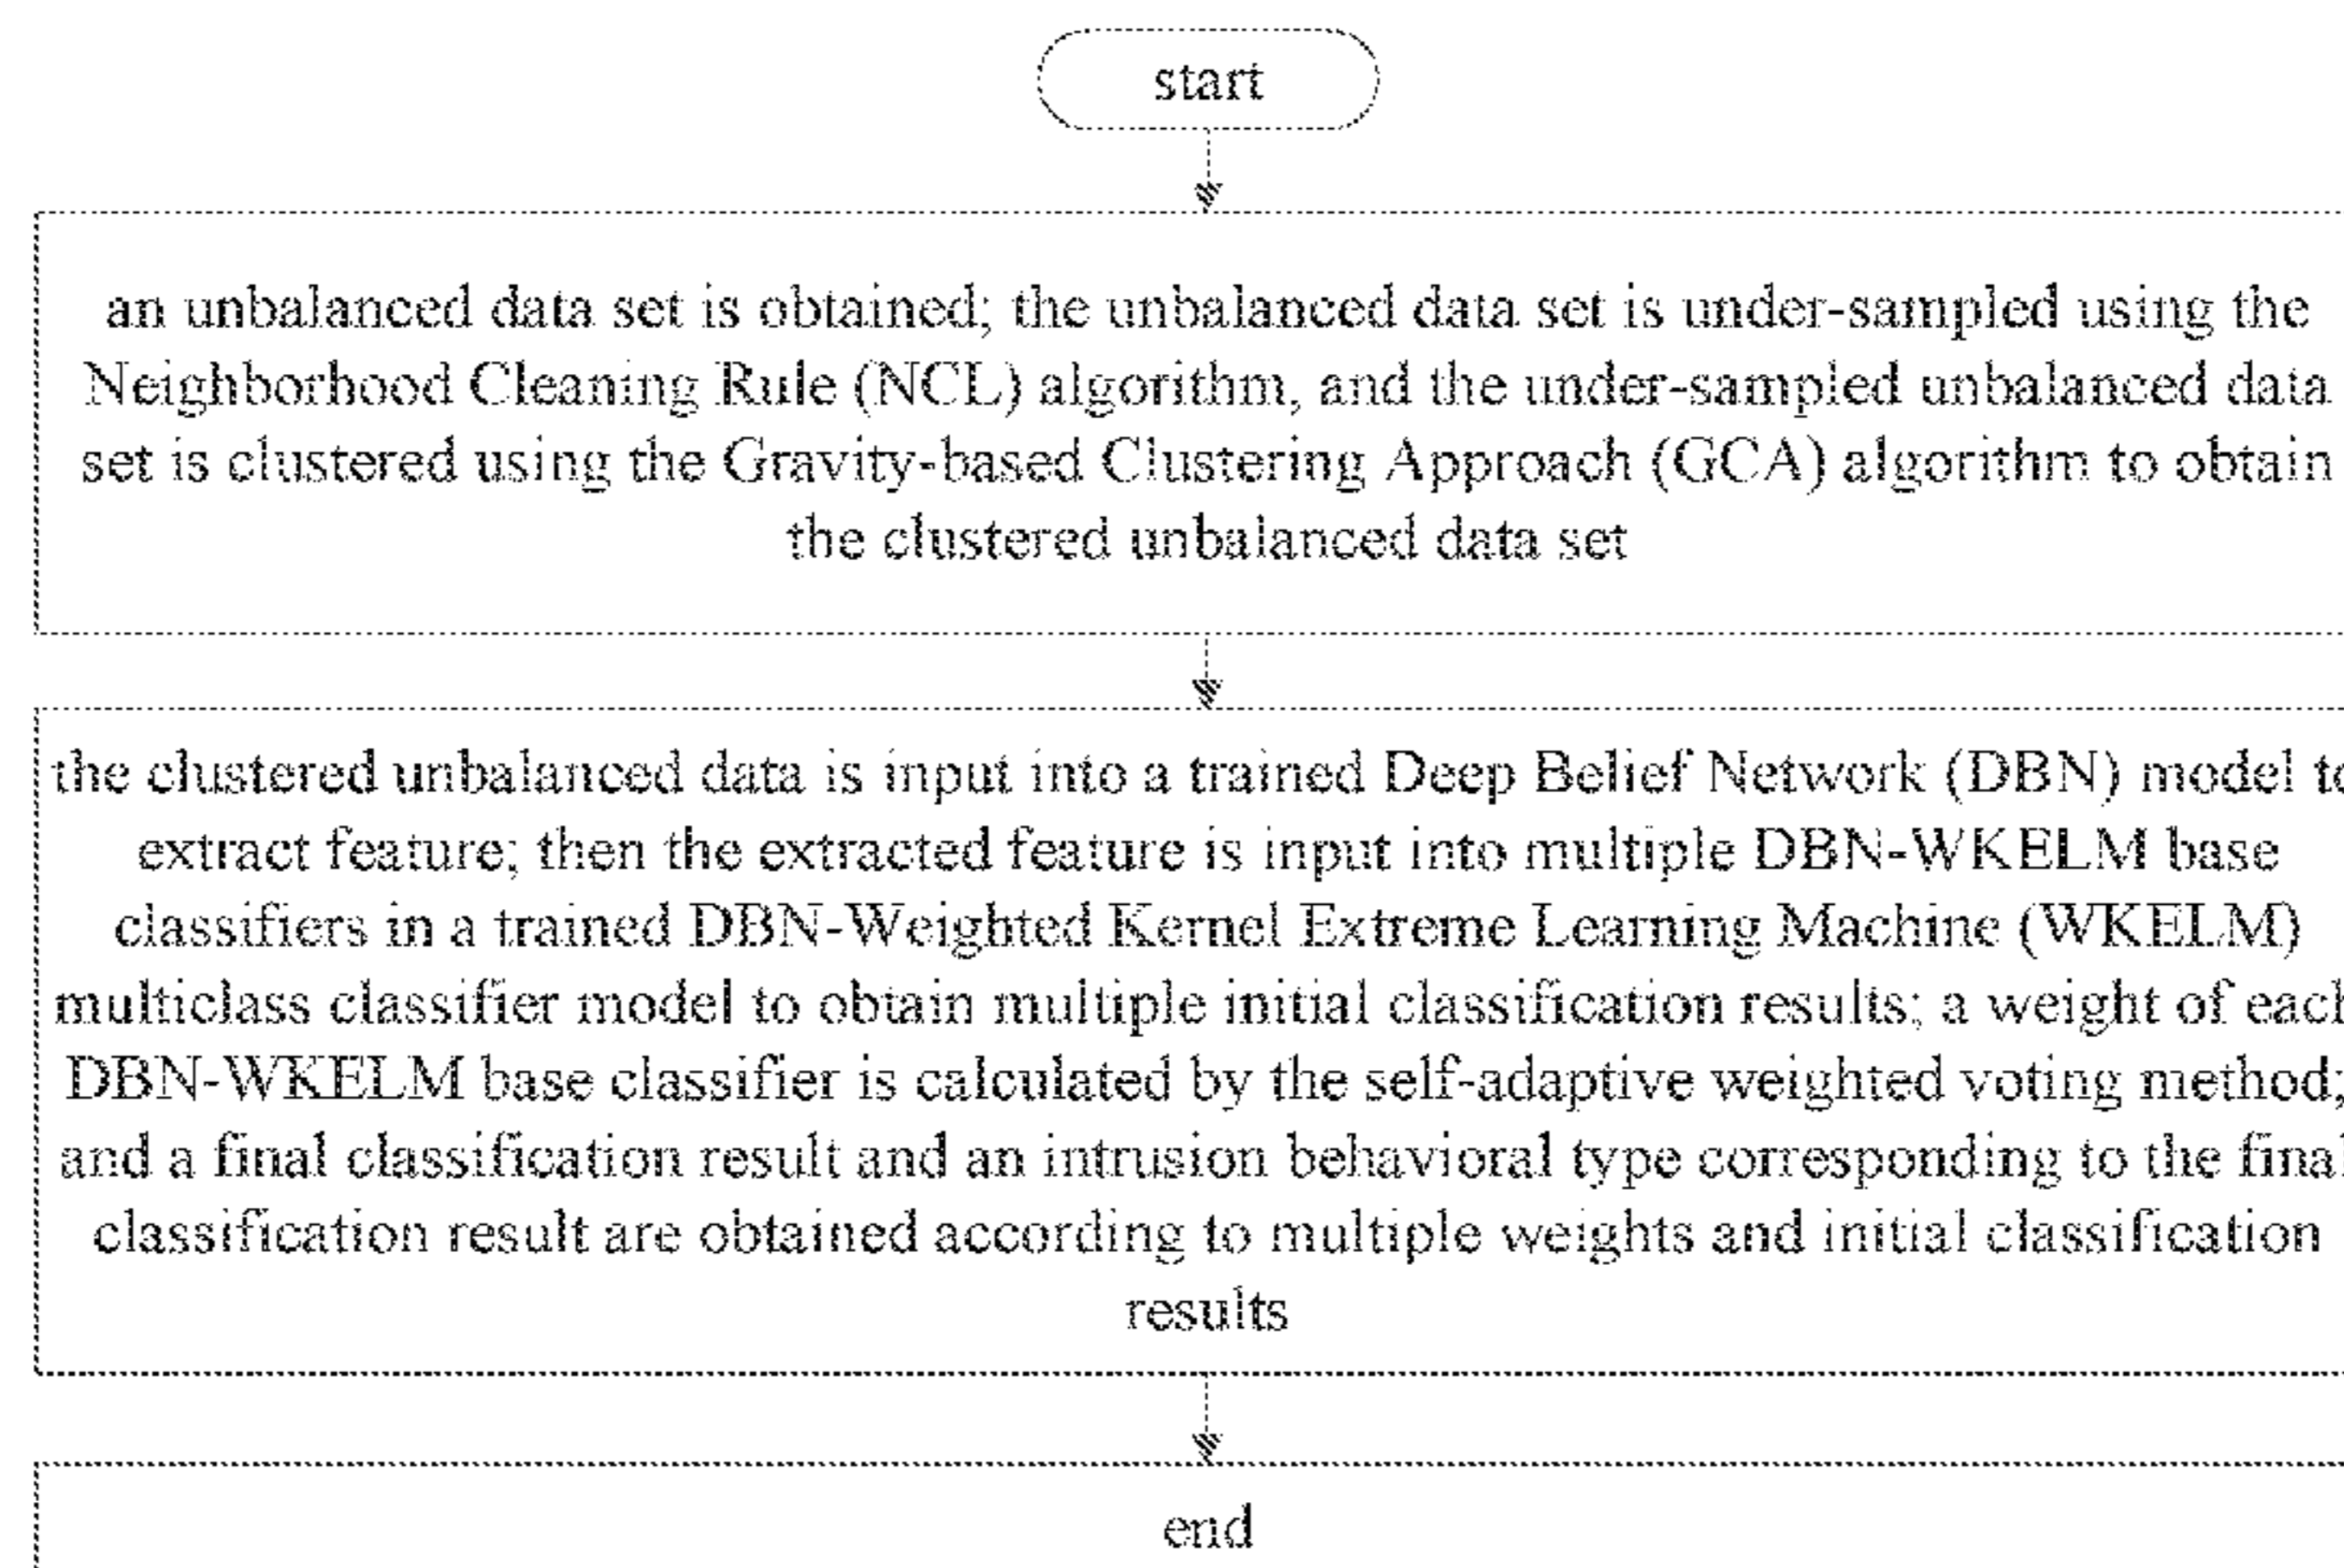 start
an unbalanced data set is obtained; the unbalanced data set is under-sampled using the
Neighborhood Cleaning Rule (NCL) algorithm, and the under-sampled unbalanced data
set is clustered using the Gravity-based Clustering Approach (GCA) algorithm to obtain
the clustered unbalanced data set
the clustered unbalanced data is input into a trained Deep Belief Network (DBN) model to
extract feature; then the extracted feature is input into multiple DBN-WKELM base
classifiers in a trained DBN-Weighted Kernel Extreme Learning Machine (WKELM)
multiclass classifier model to obtain multiple initial classification results; a weight of each
DBN-WKELM base classifier is calculated by the self-adaptive weighted voting method;
and a final classification result and an intrusion behavioral type corresponding to the final
classification result are obtained according to multiple weights and initial classification
results
end